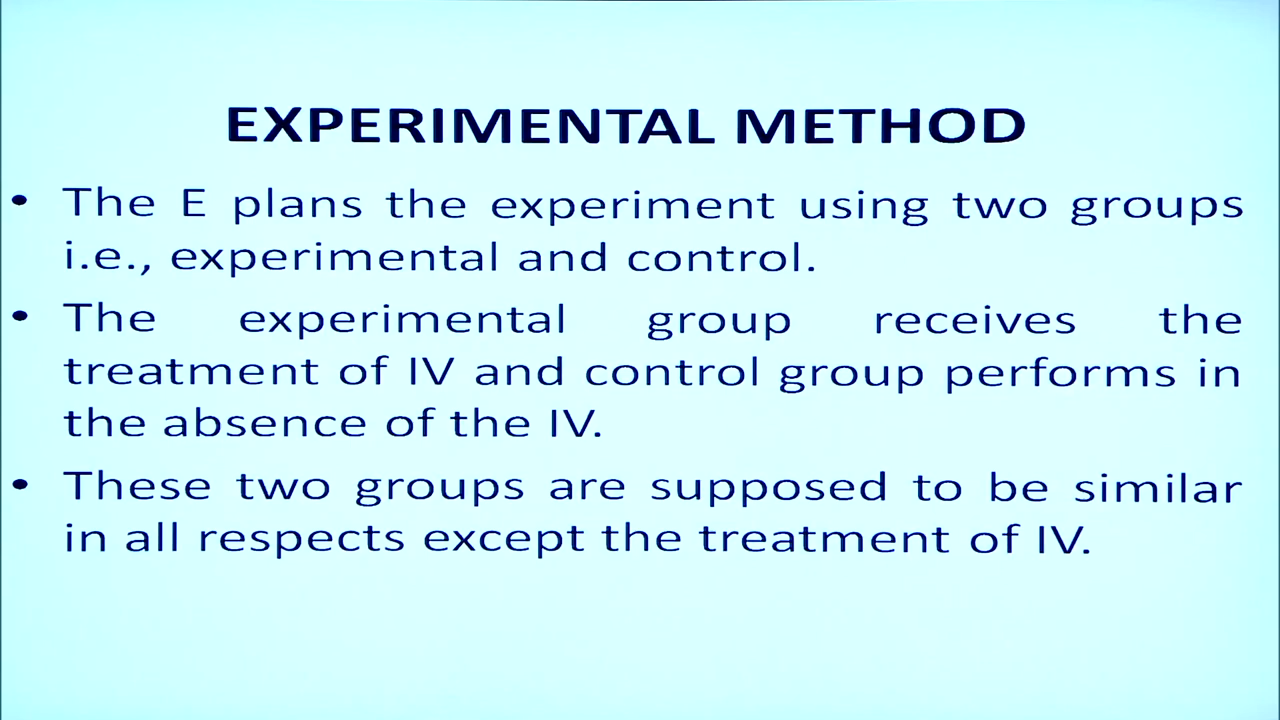 EXPERIMENTAL METHOD
• The E plans the experiment using two groups
i.e., experimental and control.
• The experimental group receives the
treatment of IV and control group performs in
the absence of the IV.
• These two groups are supposed to be similar
in all respects except the treatment of IV.